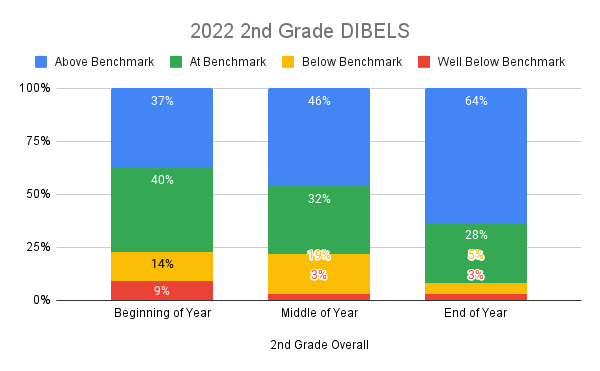 2022 2nd Grade DIBELS
Above Benchmark At Benchmark Below Benchmark Well Below Benchmark
100%
37% 46% 64%
75%
40%
32%
50%
28%
25%
14% 19% 5%
3% 3%
9%
0%
Beginning of Year Middle of Year End of Year
2nd Grade Overall